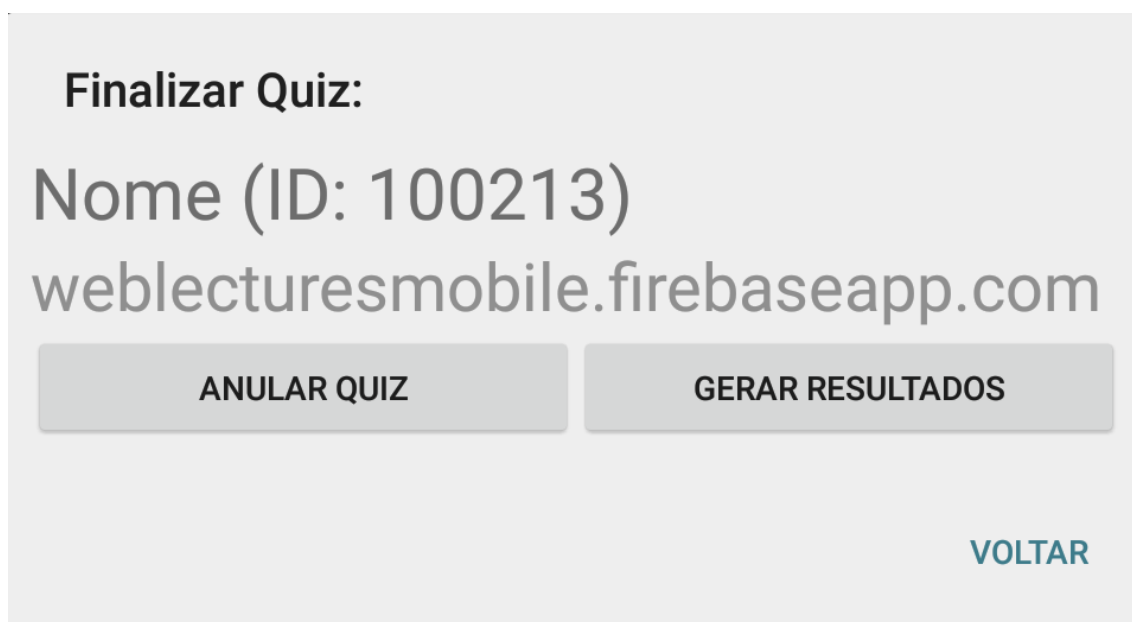 Finalizar Quiz:
Nome (ID: 100213)
weblecturesmobile.firebaseapp.com
ANULAR QUIZ GERAR RESULTADOS
VOLTAR